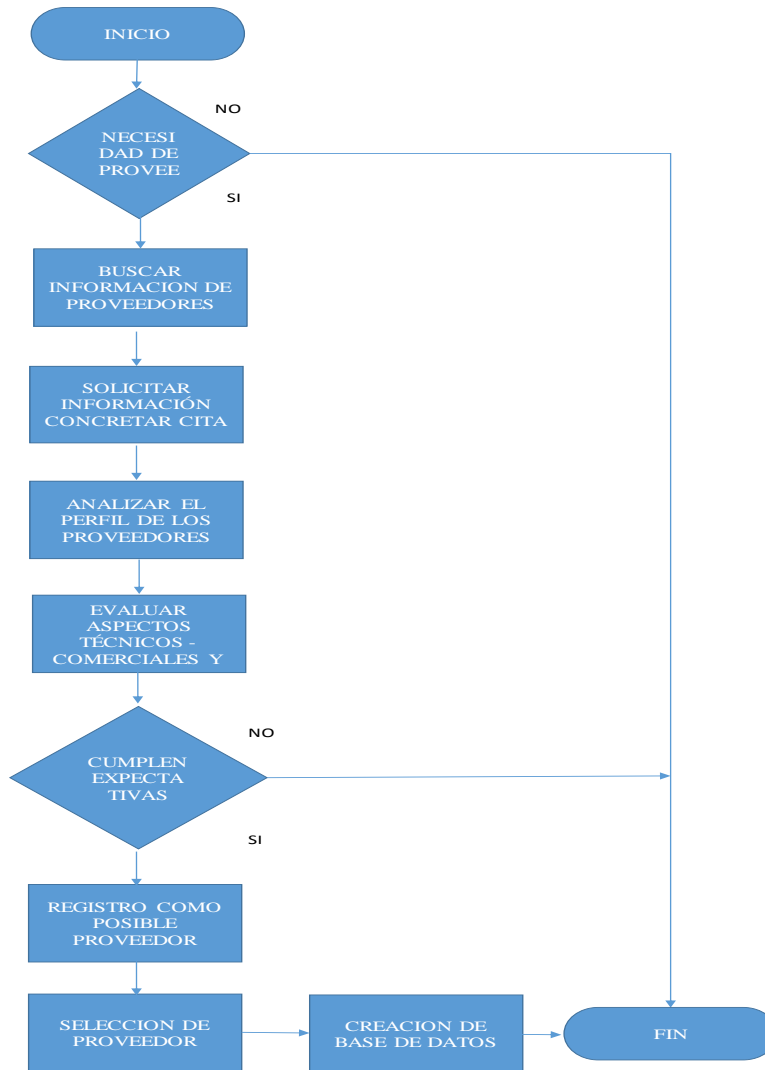 INICIO
NO
NECESI
DAD DE
PROVEE
SI
BUSCAR
INFORMACION DE
PROVEEDORES
SOLICITAR
INFORMACIÓN
CONCRETAR CITA
ANALIZAR EL
PERFIL DE LOS
PROVEEDORES
EVALUAR
ASPECTOS
TÉCNICOS -
COMERCIALES Y
NO
CUMPLEN
EXPECTA
TIVAS
SI
REGISTRO COMO
POSIBLE
PROVEEDOR
SELECCION DE
PROVEEDOR
CREACION DE
BASE DE DATOS
FIN